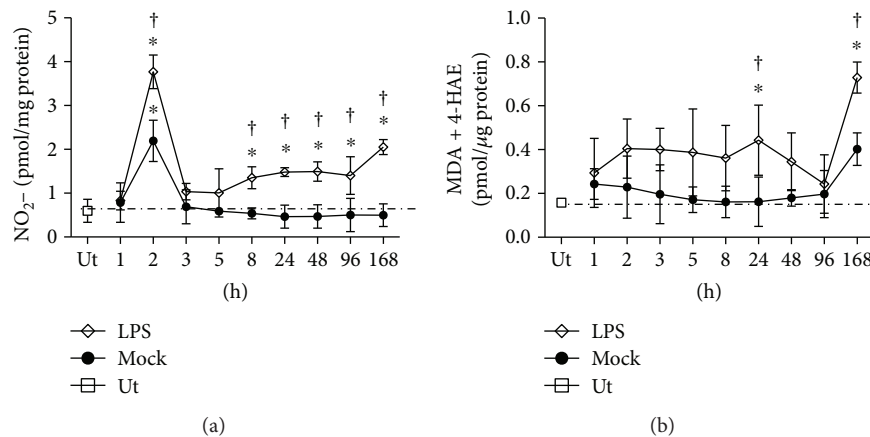 5
4
3
2
1
0
NO₂− (pmol/mg protein)
†
*
*
† † † † †
* * * * *
Ut 1 2 3 5 8 24 48 96 168
(h)
LPS
Mock
Ut
(a)
1.0
0.8
0.6
0.4
0.2
0.0
MDA + 4-HAE
(pmol/μg protein)
†
*
†
*
Ut 1 2 3 5 8 24 48 96 168
(h)
LPS
Mock
Ut
(b)